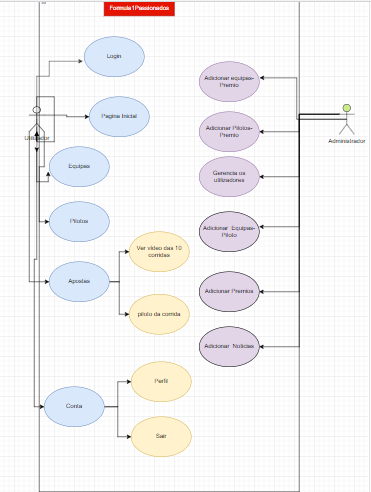 Formula1Passionados
Login
Adicionar equipas-
Premio
Pagina Inicial
Utilizador
Adicionar Pilotos-
Premio
Administrador
Equipas
Gerencia os
utilizadores
Pilotos
Adicionar Equipas-
Piloto
Ver video das 10
corridas
Apostas
Adicionar Premios
piloto da corrida
Adicionar Noticias
Perfil
Conta
Sair